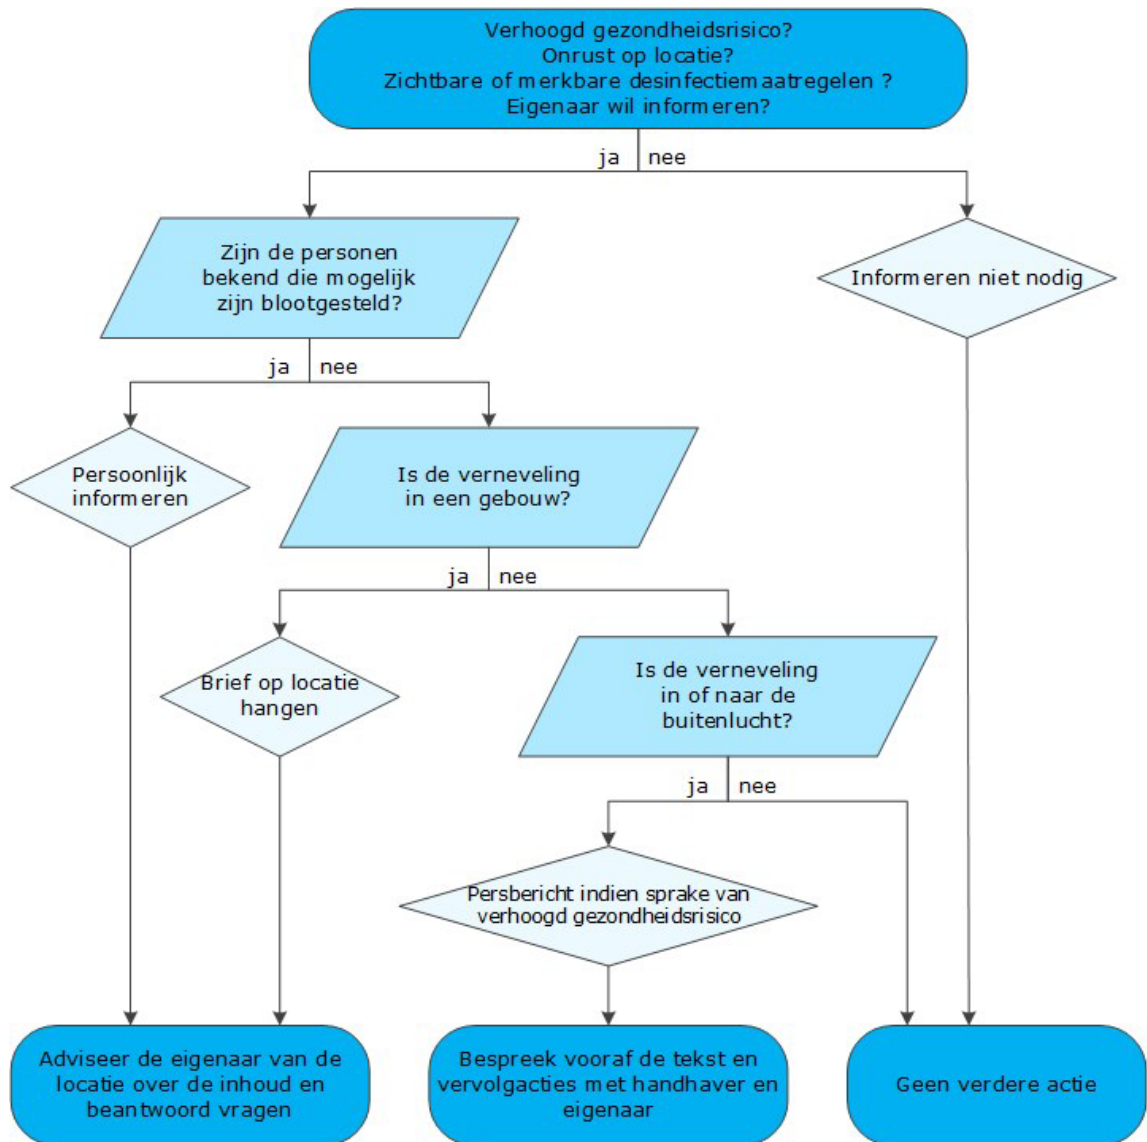 Verhoogd gezondheidsrisico?
Onrust op locatie?
Zichtbare of merkbare desinfectiemaatregelen ?
Eigenaar wil informeren?
ja nee
Zijn de personen
bekend die mogelijk
zijn blootgesteld?
Informeren niet nodig
ja nee
Persoonlijk
informeren
Is de verneveling
in een gebouw?
ja nee
Brief op locatie
hangen
Is de verneveling
in of naar de
buitenlucht?
ja nee
Persbericht indien sprake van
verhoogd gezondheidsrisico
Adviseer de eigenaar van de
locatie over de inhoud en
beantwoord vragen
Bespreek vooraf de tekst en
vervolgacties met handhaver en
eigenaar
Geen verdere actie